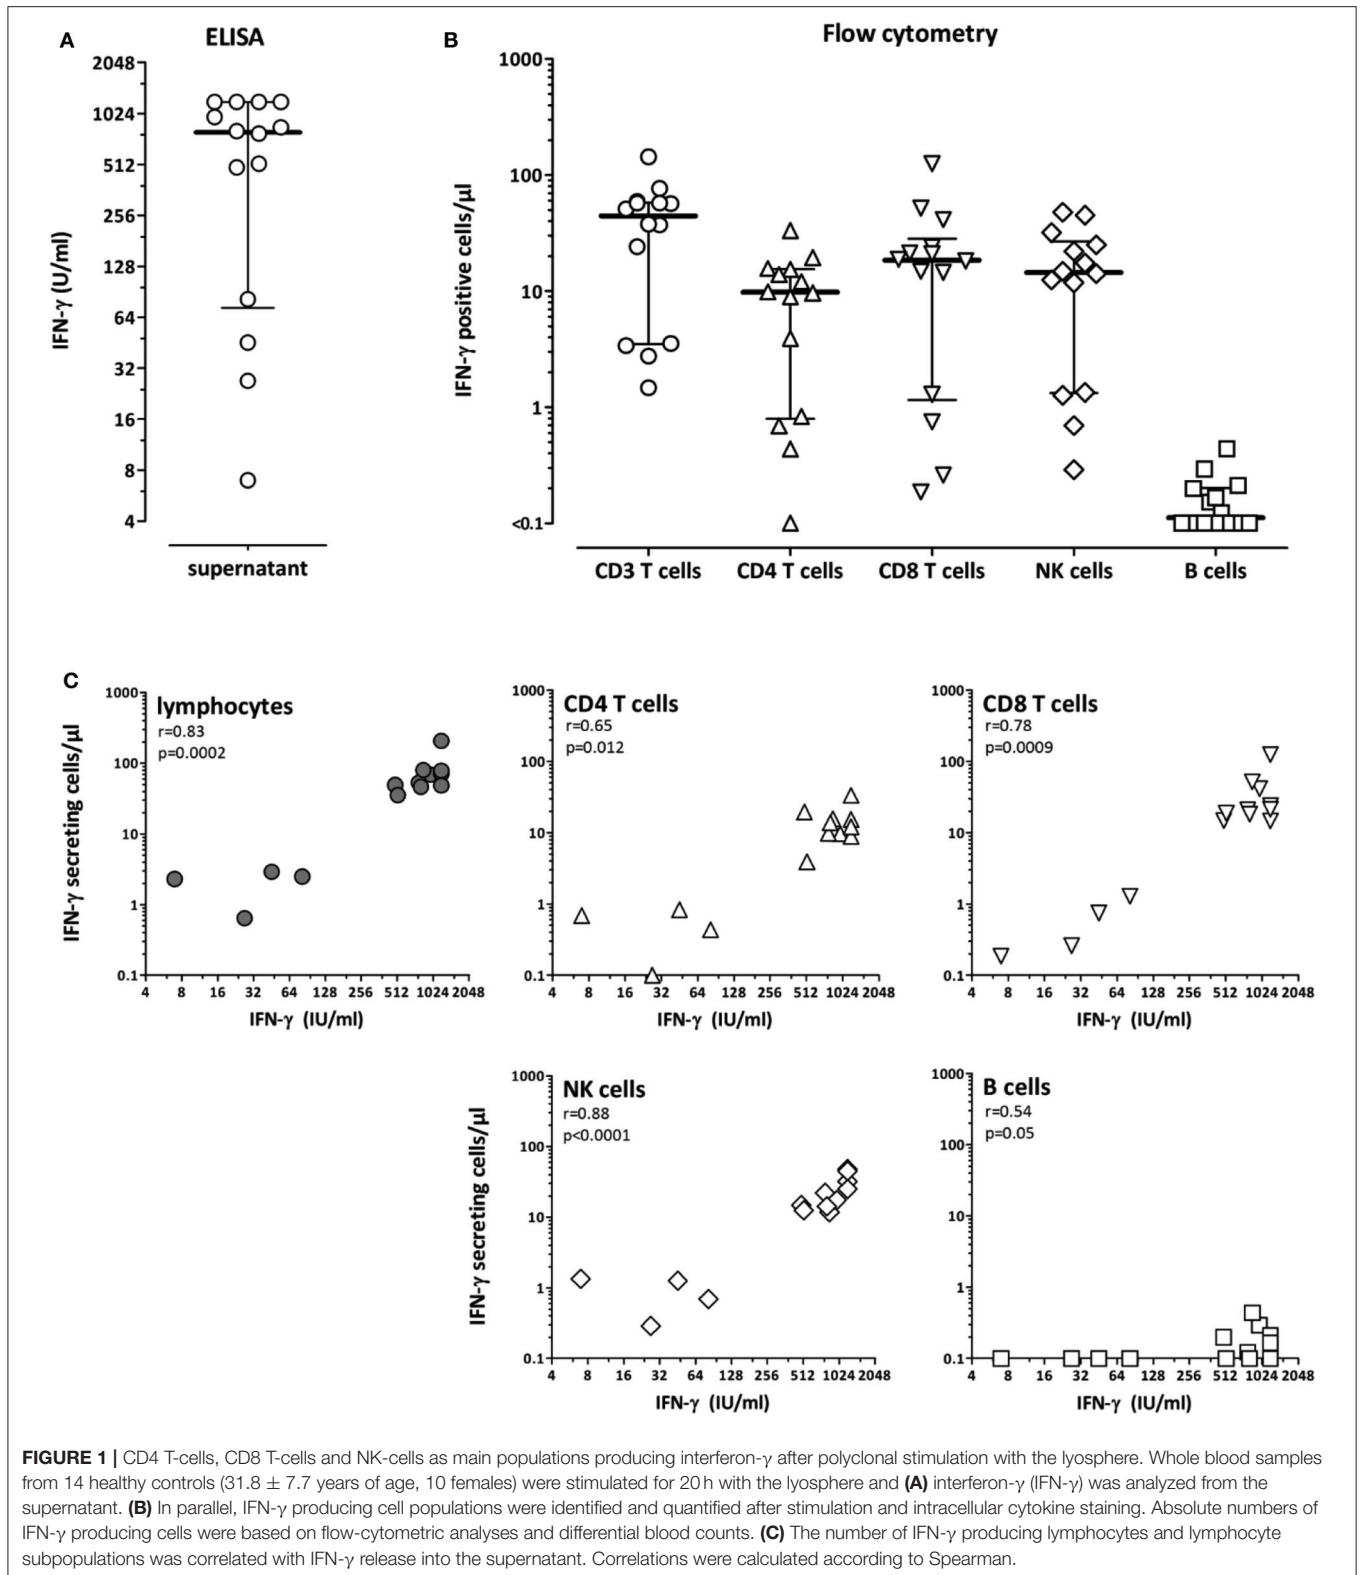 A
ELISA
IFN-γ (U/ml)
2048
1024
512
256
128
64
32
16
8
4
supernatant
B
Flow cytometry
IFN-γ positive cells/µl
1000
100
10
1
<0.1
CD3 T cells CD4 T cells CD8 T cells NK cells B cells
C
IFN-γ secreting cells/µl
1000
100
10
1
0.1
lymphocytes
r=0.83
p=0.0002
4 8 16 32 64 128 256 512 1024 2048
IFN-γ (IU/ml)
1000
100
10
1
0.1
CD4 T cells
r=0.65
p=0.012
4 8 16 32 64 128 256 512 1024 2048
IFN-γ (IU/ml)
1000
100
10
1
0.1
CD8 T cells
r=0.78
p=0.0009
4 8 16 32 64 128 256 512 1024 2048
IFN-γ (IU/ml)
IFN-γ secreting cells/µl
1000
100
10
1
0.1
NK cells
r=0.88
p<0.0001
4 8 16 32 64 128 256 512 1024 2048
IFN-γ (IU/ml)
1000
100
10
1
0.1
B cells
r=0.54
p=0.05
4 8 16 32 64 128 256 512 1024 2048
IFN-γ (IU/ml)
FIGURE 1 | CD4 T-cells, CD8 T-cells and NK-cells as main populations producing interferon-γ after polyclonal stimulation with the lyosphere. Whole blood samples
from 14 healthy controls (31.8 ± 7.7 years of age, 10 females) were stimulated for 20 h with the lyosphere and (A) interferon-γ (IFN-γ) was analyzed from the
supernatant. (B) In parallel, IFN-γ producing cell populations were identified and quantified after stimulation and intracellular cytokine staining. Absolute numbers of
IFN-γ producing cells were based on flow-cytometric analyses and differential blood counts. (C) The number of IFN-γ producing lymphocytes and lymphocyte
subpopulations was correlated with IFN-γ release into the supernatant. Correlations were calculated according to Spearman.